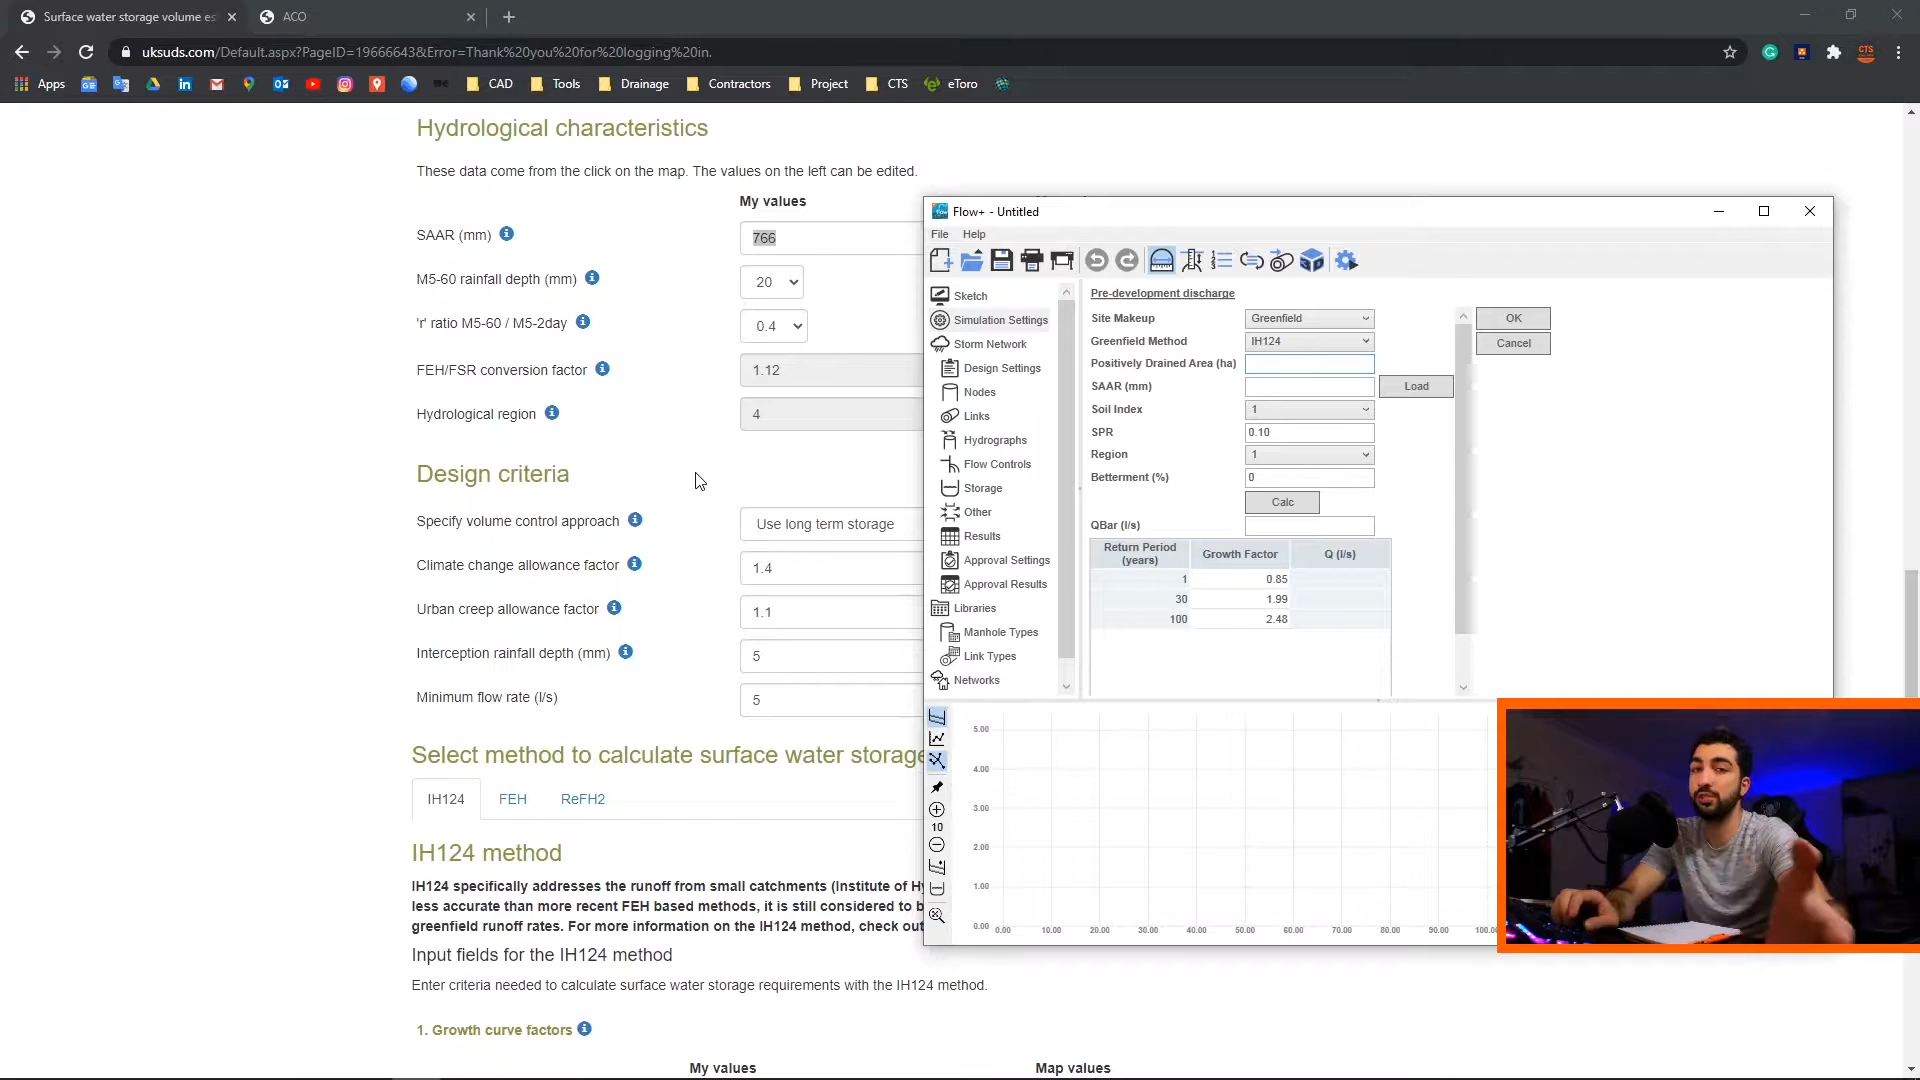 Surface water storage volume es
ACO
uksuds.com/Default.aspx?PageID=19666643&Error=Thank%20you%20for%20logging%20in.
Apps
CAD
Tools
Drainage
Contractors
Project
CTS
eToro
Hydrological characteristics
These data come from the click on the map. The values on the left can be edited.
My values
SAAR (mm)
766
M5-60 rainfall depth (mm)
20
'r' ratio M5-60 / M5-2day
0.4
FEH/FSR conversion factor
1.12
Hydrological region
4
Design criteria
Specify volume control approach
Use long term storage
Climate change allowance factor
1.4
Urban creep allowance factor
1.1
Interception rainfall depth (mm)
5
Minimum flow rate (l/s)
5
Select method to calculate surface water storage
IH124 FEH ReFH2
IH124 method
IH124 specifically addresses the runoff from small catchments (Institute of
less accurate than more recent FEH based methods, it is still considered to
greenfield runoff rates. For more information on the IH124 method, check out
Input fields for the IH124 method
Enter criteria needed to calculate surface water storage requirements with the IH124 method.
1. Growth curve factors
My values Map values
Flow+ - Untitled
File Help
Sketch
Simulation Settings
Storm Network
Design Settings
Nodes
Links
Hydrographs
Flow Controls
Storage
Other
Results
Approval Settings
Approval Results
Libraries
Manhole Types
Link Types
Networks
Pre-development discharge
Site Makeup Greenfield
Greenfield Method IH124
Positively Drained Area (ha)
SAAR (mm) Load
Soil Index 1
SPR 0.10
Region 1
Betterment (%) 0
Calc
QBar (l/s)
OK
Cancel
Return Period (years) Growth Factor Q (l/s)
1 0.85
30 1.99
100 2.48
10
5.00
4.00
3.00
2.00
1.00
0.00
0.00 10.00 20.00 30.00 40.00 50.00 60.00 70.00 80.00 90.00 100.0
CTS